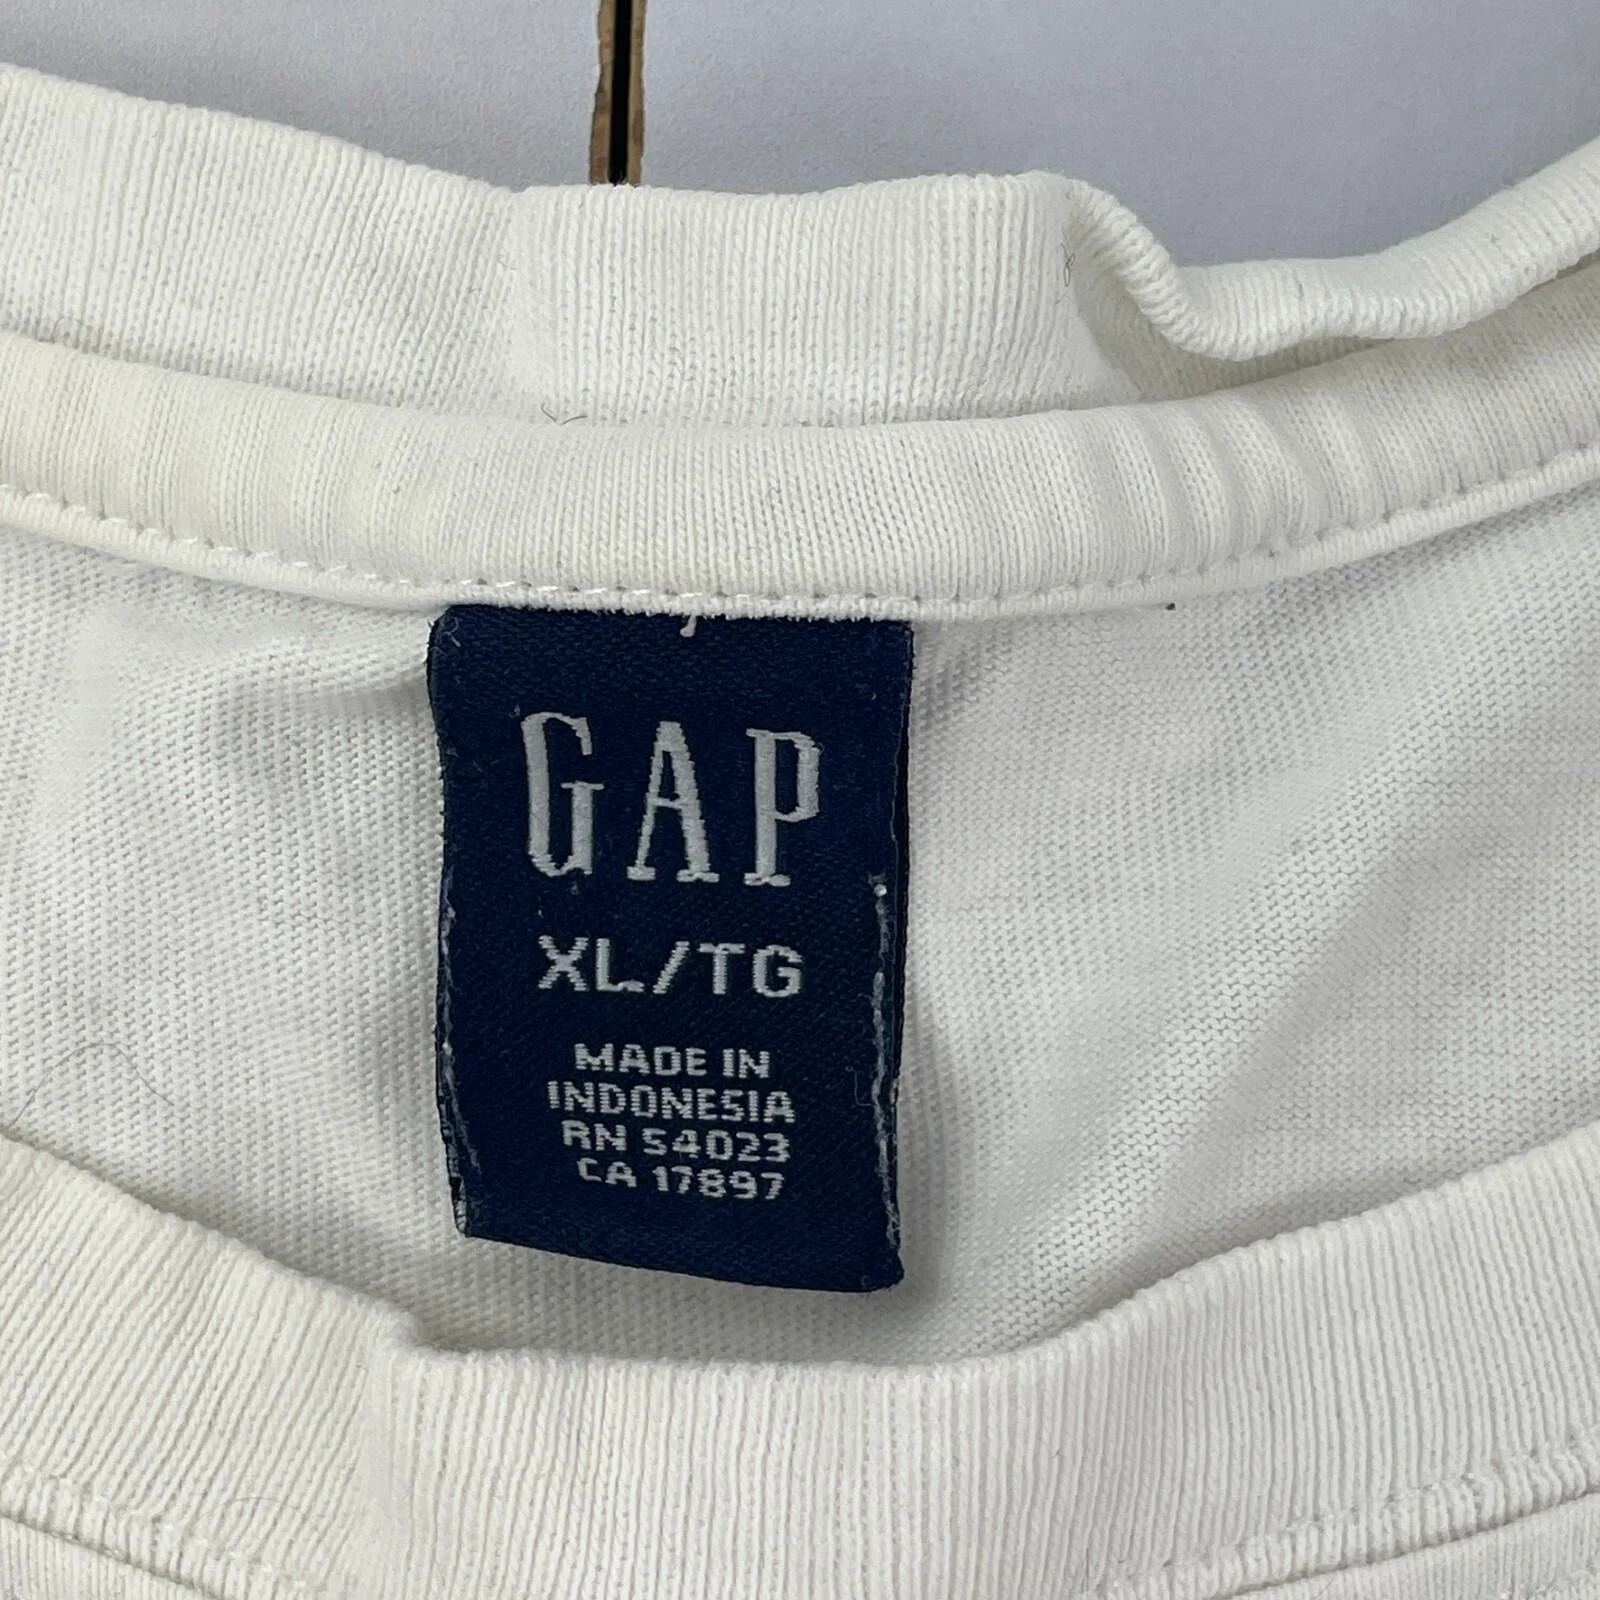 GAP
XL/TG
MADE IN
INDONESIA
RN 54023
CA 17897